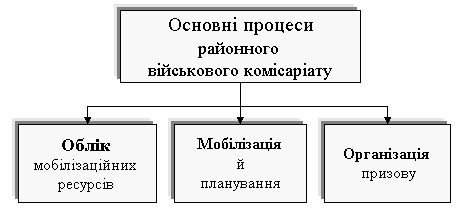 Основні процеси
районного
військового комісаріату
Облік
мобілізаційних
ресурсів
Мобілізація
й
планування
Організація
призову